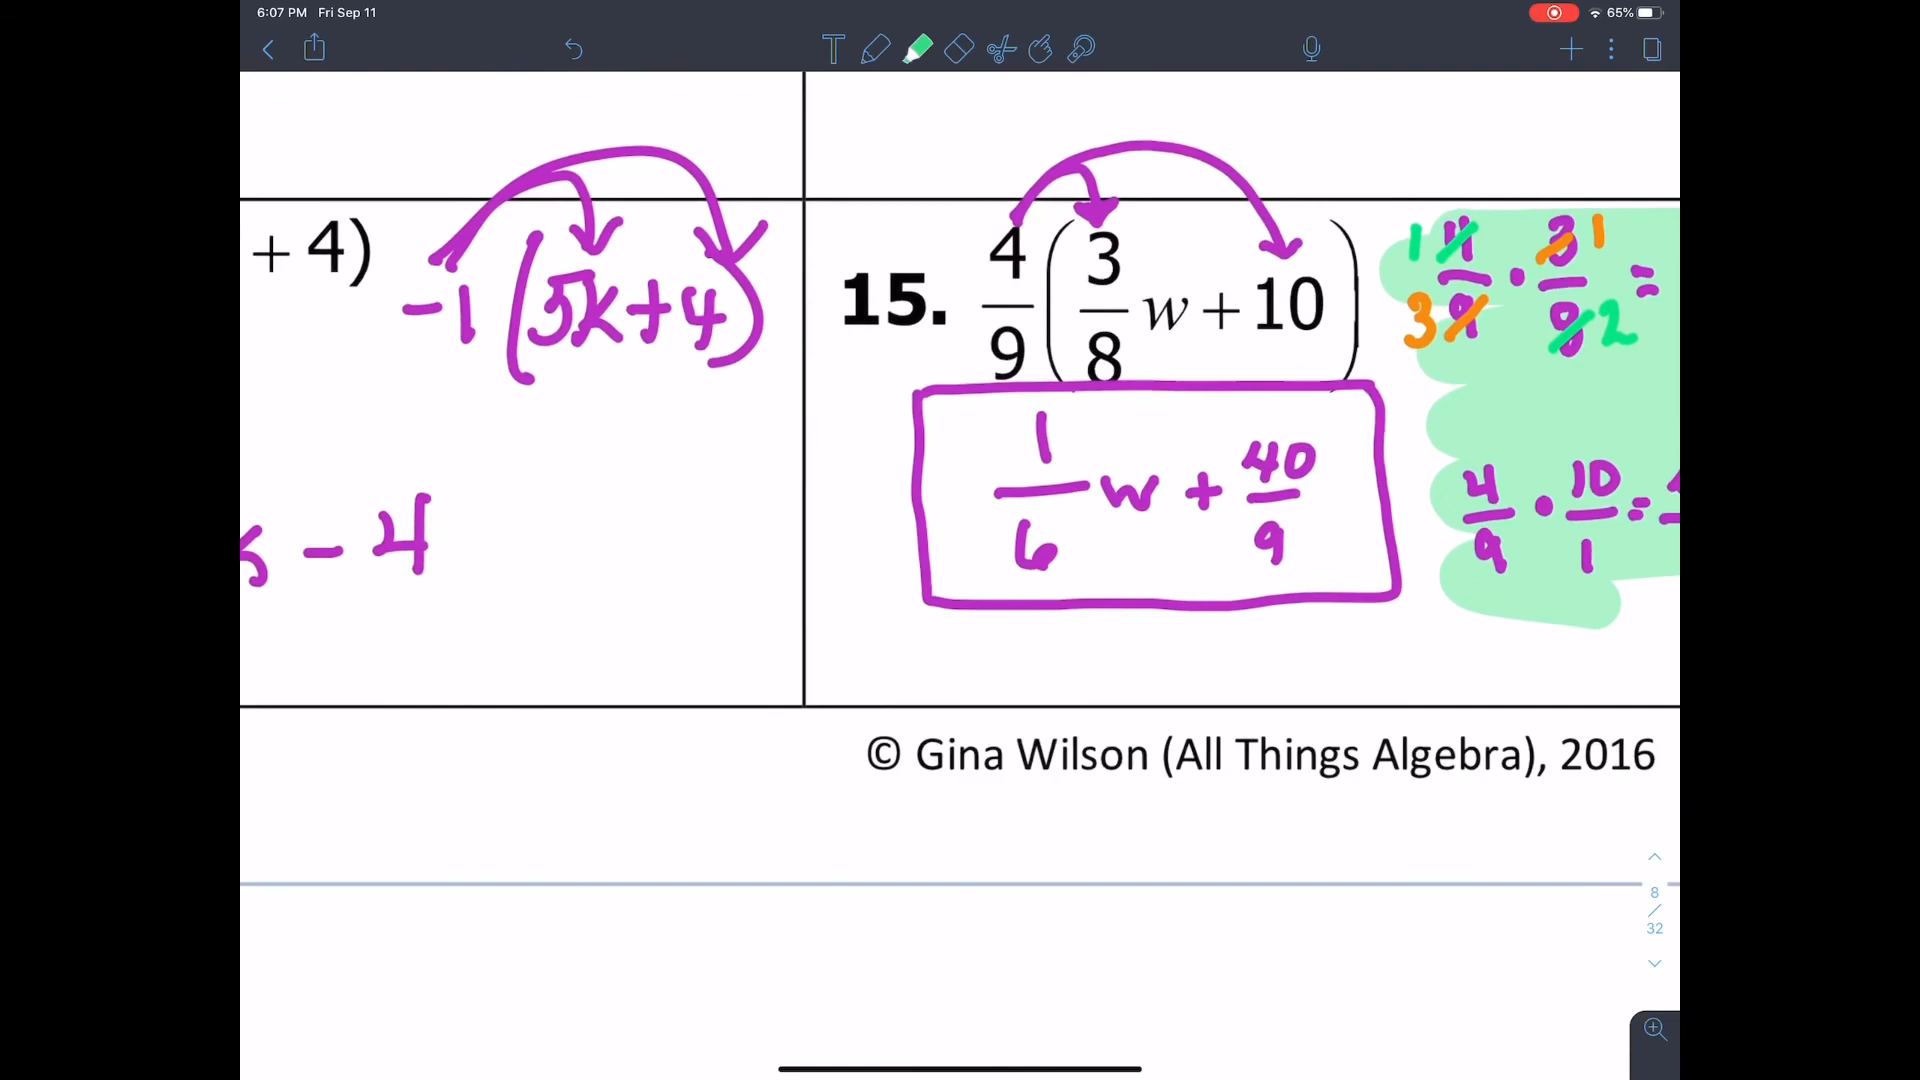 6:07 PM Fri Sep 11
65%
+ 4)
-1(5k+4)
- 4
15. 4/9 (3/8 w + 10)
1/6 w + 40/9
1 4/9 3 · 3/8 1 2 =
4/9 · 10/1 =
© Gina Wilson (All Things Algebra), 2016
8
/
32